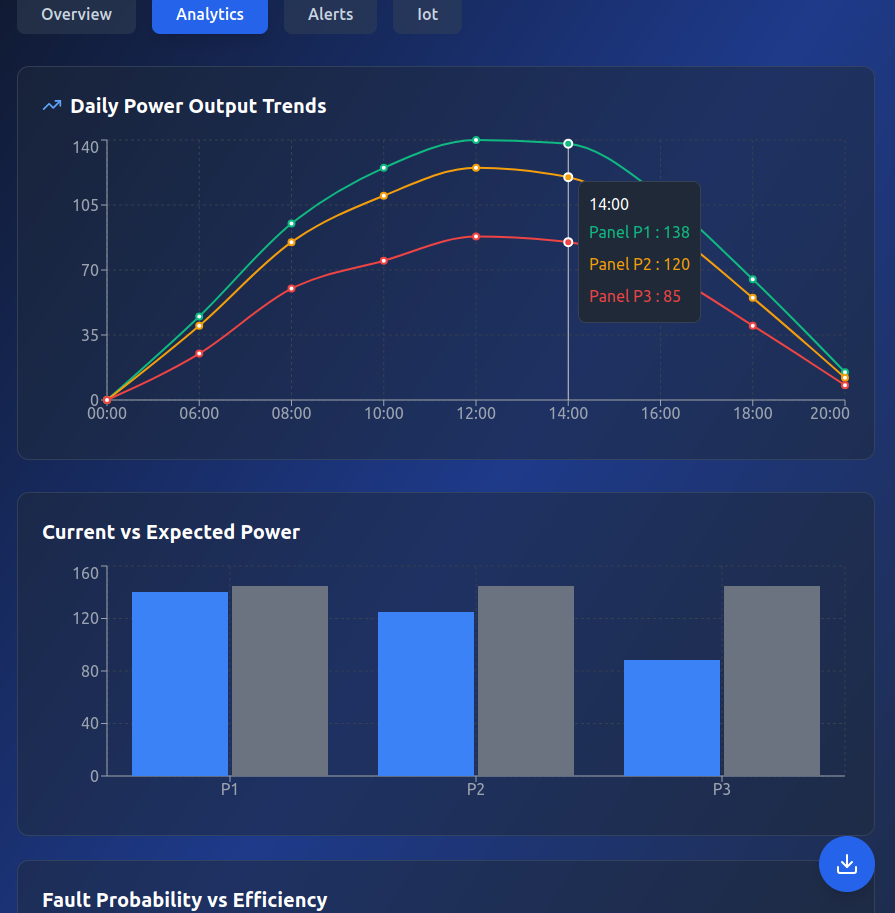 Overview Analytics Alerts Iot
Daily Power Output Trends
140
105
70
35
0
00:00 06:00 08:00 10:00 12:00 14:00 16:00 18:00 20:00
14:00
Panel P1 : 138
Panel P2 : 120
Panel P3 : 85
Current vs Expected Power
160
120
80
40
0
P1 P2 P3
Fault Probability vs Efficiency